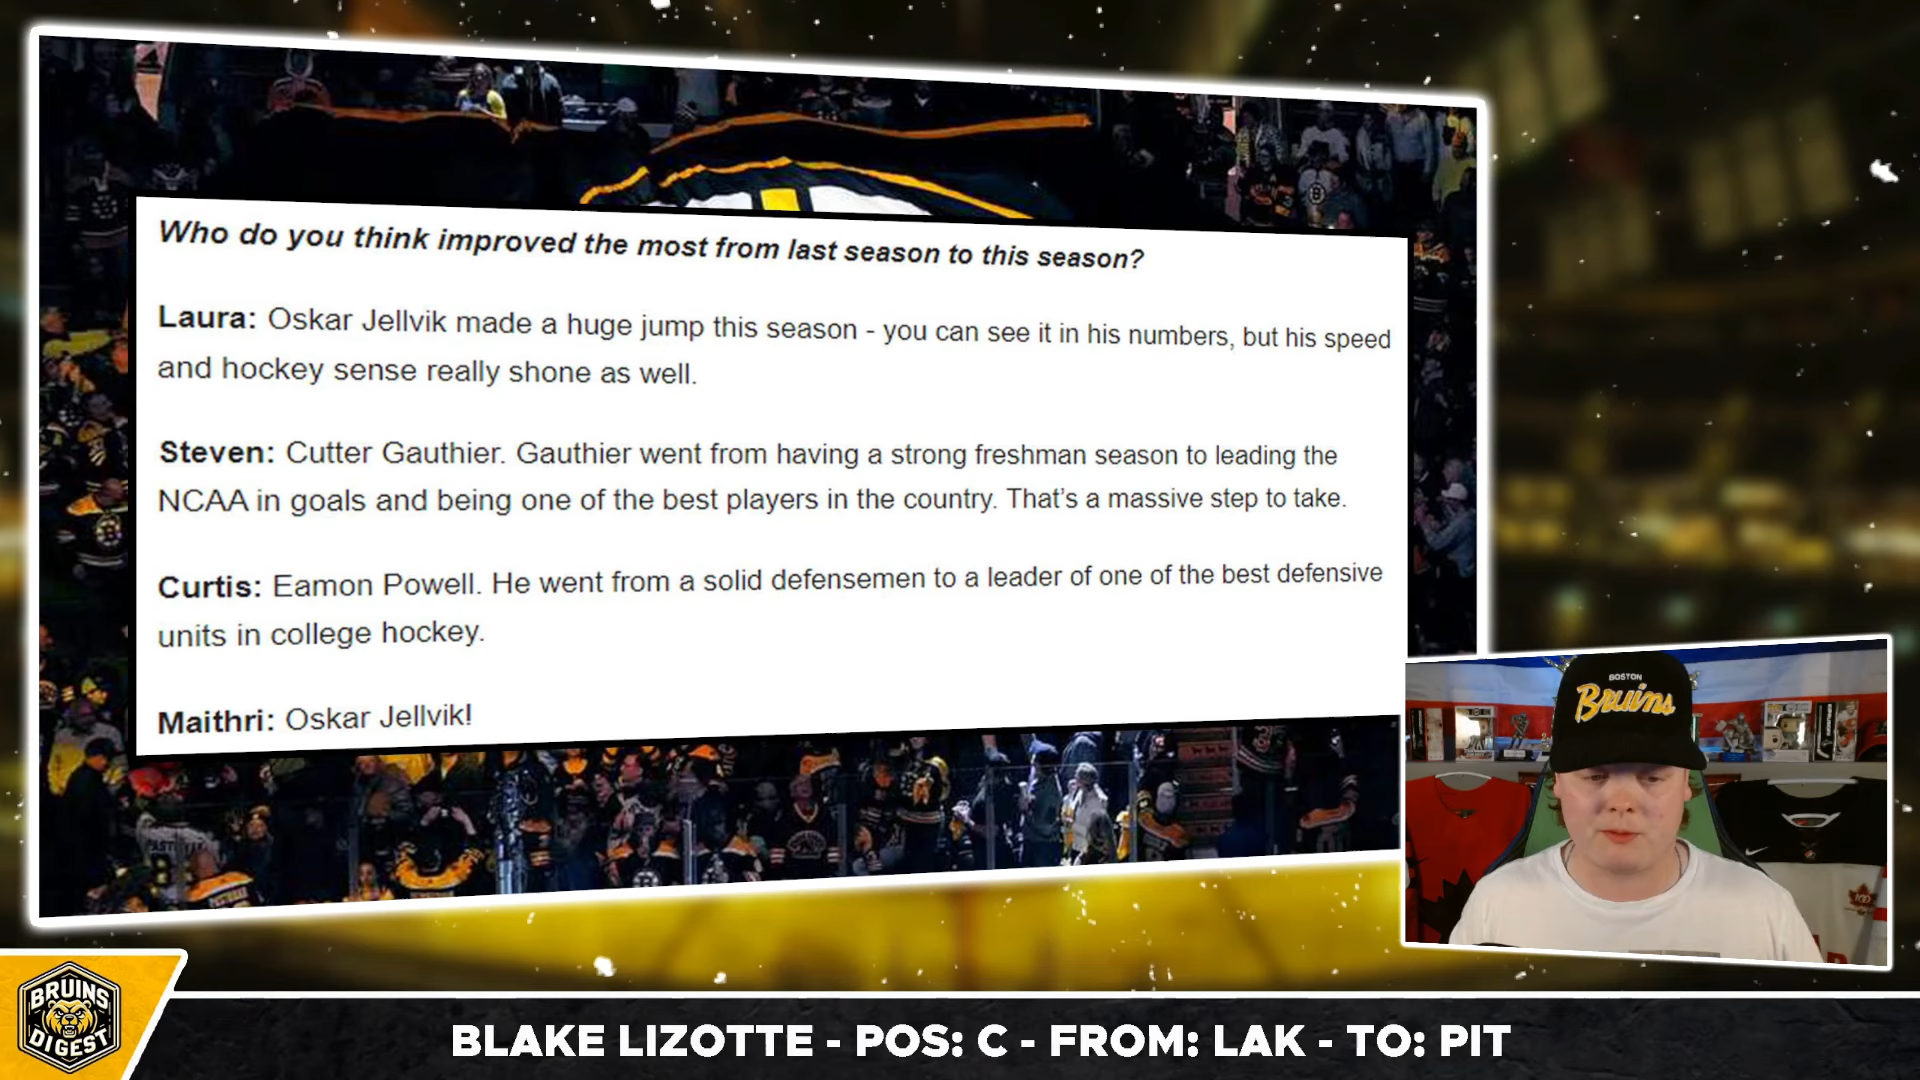 Who do you think improved the most from last season to this season?
Laura: Oskar Jellvik made a huge jump this season - you can see it in his numbers, but his speed
and hockey sense really shone as well.
Steven: Cutter Gauthier. Gauthier went from having a strong freshman season to leading the
NCAA in goals and being one of the best players in the country. That's a massive step to take.
Curtis: Eamon Powell. He went from a solid defensemen to a leader of one of the best defensive
units in college hockey.
Maithri: Oskar Jellvik!
BOSTON
Bruins
BRUINS
DIGEST
BLAKE LIZOTTE - POS: C - FROM: LAK - TO: PIT